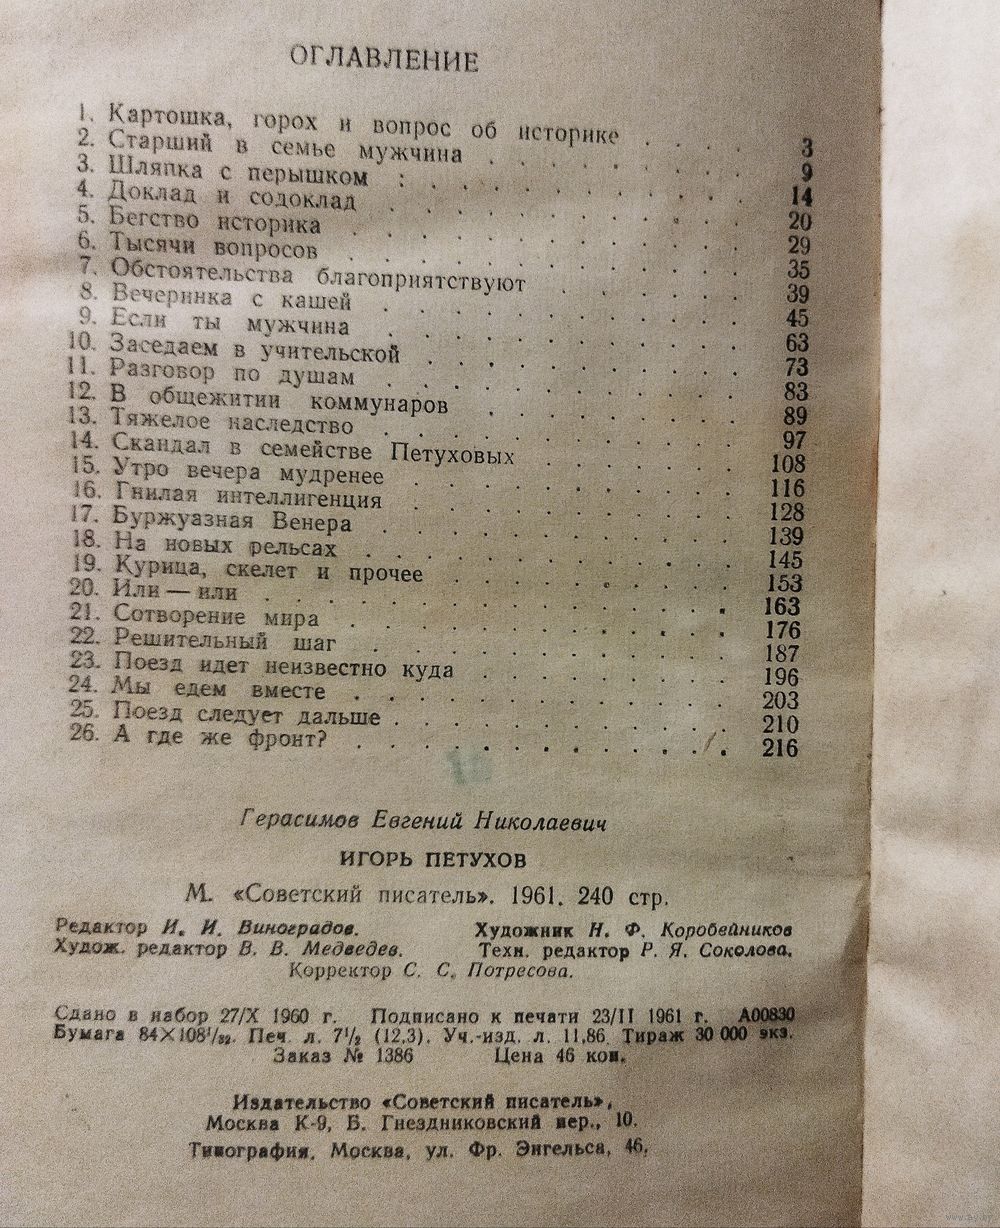 ОГЛАВЛЕНИЕ
1. Картошка, горох и вопрос об историке . . . . 3
2. Старший в семье мужчина . . . . . . . . 9
3. Шляпка с перышком : . . . . . . . . . . 14
4. Доклад и содоклад . . . . . . . . . . . 20
5. Бегство историка . . . . . . . . . . . 29
6. Тысячи вопросов . . . . . . . . . . . . 35
7. Обстоятельства благоприятствуют . . . . . . 39
8. Вечеринка с кашей . . . . . . . . . . . 45
9. Если ты мужчина . . . . . . . . . . . 63
10. Заседаем в учительской . . . . . . . . . 73
11. Разговор по душам . . . . . . . . . . . 83
12. В общежитии коммунаров . . . . . . . . 89
13. Тяжелое наследство . . . . . . . . . . . 97
14. Скандал в семействе Петуховых . . . . . . 108
15. Утро вечера мудренее . . . . . . . . . . 116
16. Гнилая интеллигенция . . . . . . . . . . 128
17. Буржуазная Венера . . . . . . . . . . . 139
18. На новых рельсах . . . . . . . . . . . 145
19. Курица, скелет и прочее . . . . . . . . . 153
20. Или — или . . . . . . . . . . . . . . 163
21. Сотворение мира . . . . . . . . . . . . 176
22. Решительный шаг . . . . . . . . . . . 187
23. Поезд идет неизвестно куда . . . . . . . . 196
24. Мы едем вместе . . . . . . . . . . . . 203
25. Поезд следует дальше . . . . . . . . . . 210
26. А где же фронт? . . . . . . . . . . . . 216
Герасимов Евгений Николаевич
ИГОРЬ ПЕТУХОВ
М. «Советский писатель». 1961. 240 стр.
Редактор И. И. Виноградов. Художник Н. Ф. Коробейников
Худож. редактор В. В. Медведев. Техн. редактор Р. Я. Соколова.
Корректор С. С. Потресова.
Сдано в набор 27/X 1960 г. Подписано к печати 23/II 1961 г. А00830
Бумага 84×108¹/₃₂. Печ. л. 7¹/₂ (12,3). Уч.-изд. л. 11,86. Тираж 30 000 экз.
Заказ № 1386 Цена 46 коп.
Издательство «Советский писатель»,
Москва К-9, Б. Гнездниковский пер., 10.
Типография, Москва, ул. Фр. Энгельса, 46.